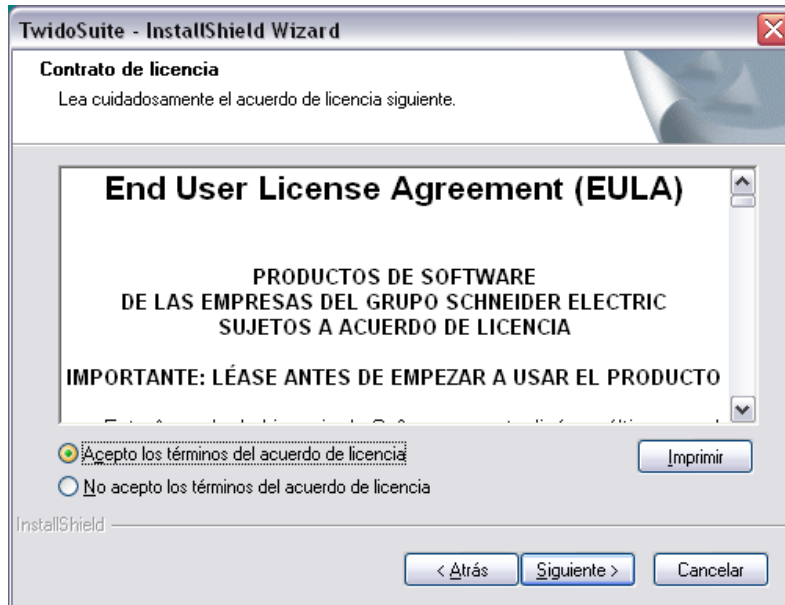 TwidoSuite - InstallShield Wizard
Contrato de licencia
Lea cuidadosamente el acuerdo de licencia siguiente.
End User License Agreement (EULA)
PRODUCTOS DE SOFTWARE
DE LAS EMPRESAS DEL GRUPO SCHNEIDER ELECTRIC
SUJETOS A ACUERDO DE LICENCIA
IMPORTANTE: LÉASE ANTES DE EMPEZAR A USAR EL PRODUCTO
Acepto los términos del acuerdo de licencia
Imprimir
No acepto los términos del acuerdo de licencia
InstallShield
< Atrás Siguiente > Cancelar